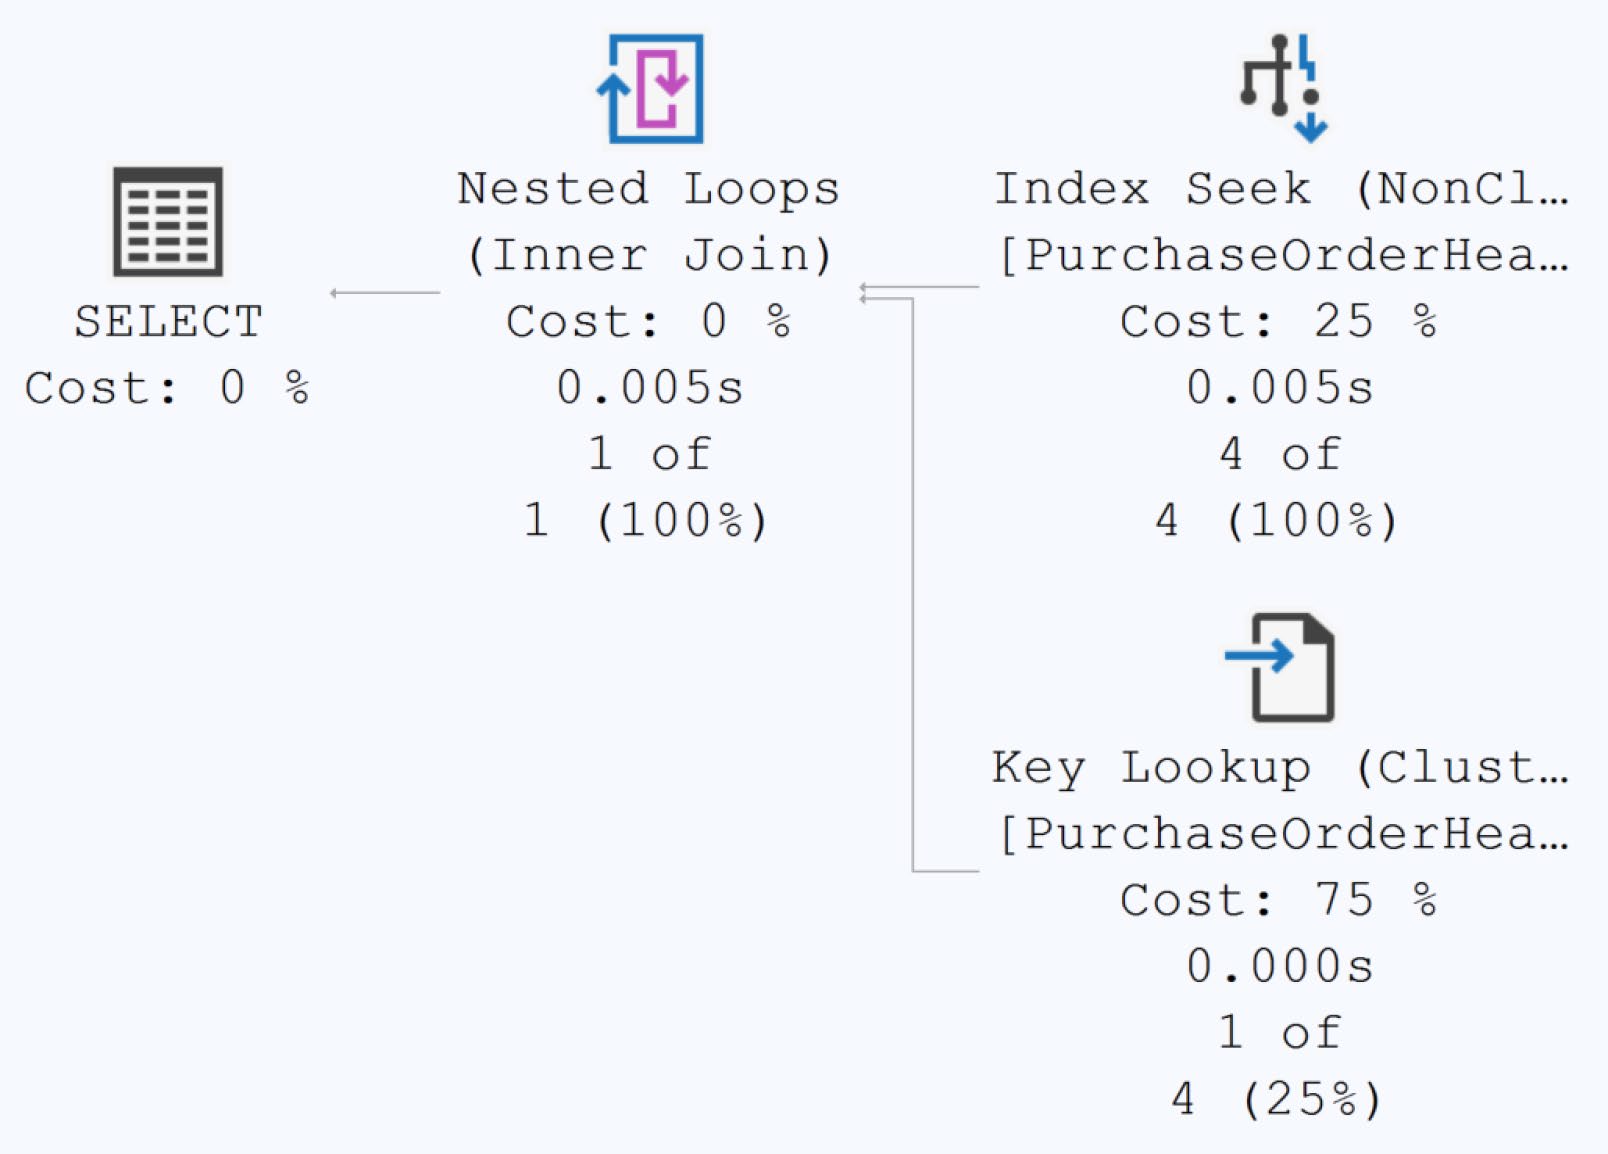 SELECT
Cost: 0 %
Nested Loops
(Inner Join)
Cost: 0 %
0.005s
1 of
1 (100%)
Index Seek (NonCl…
[PurchaseOrderHea…
Cost: 25 %
0.005s
4 of
4 (100%)
Key Lookup (Clust…
[PurchaseOrderHea…
Cost: 75 %
0.000s
1 of
4 (25%)